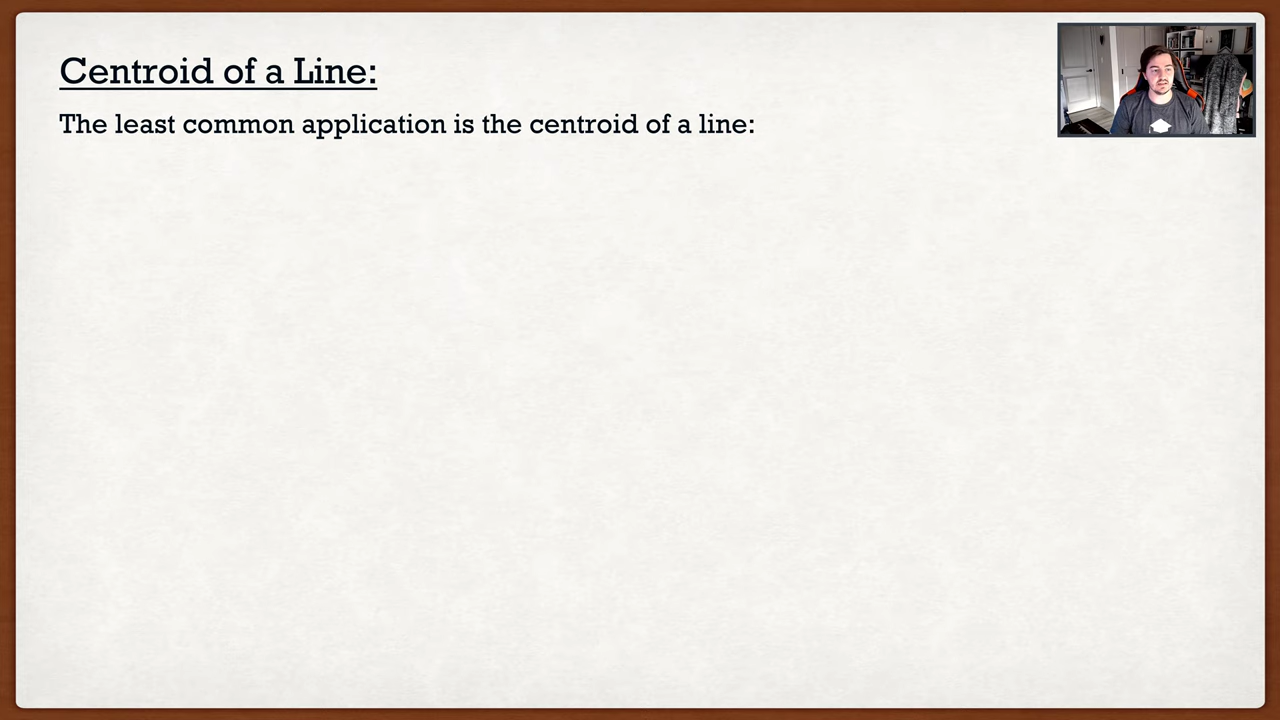 Centroid of a Line:
The least common application is the centroid of a line: